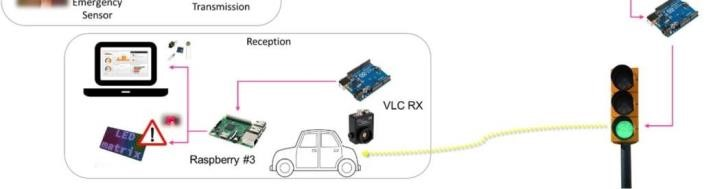 Emergency
Sensor
Transmission
Reception
VLC RX
LED
matrix
Raspberry #3